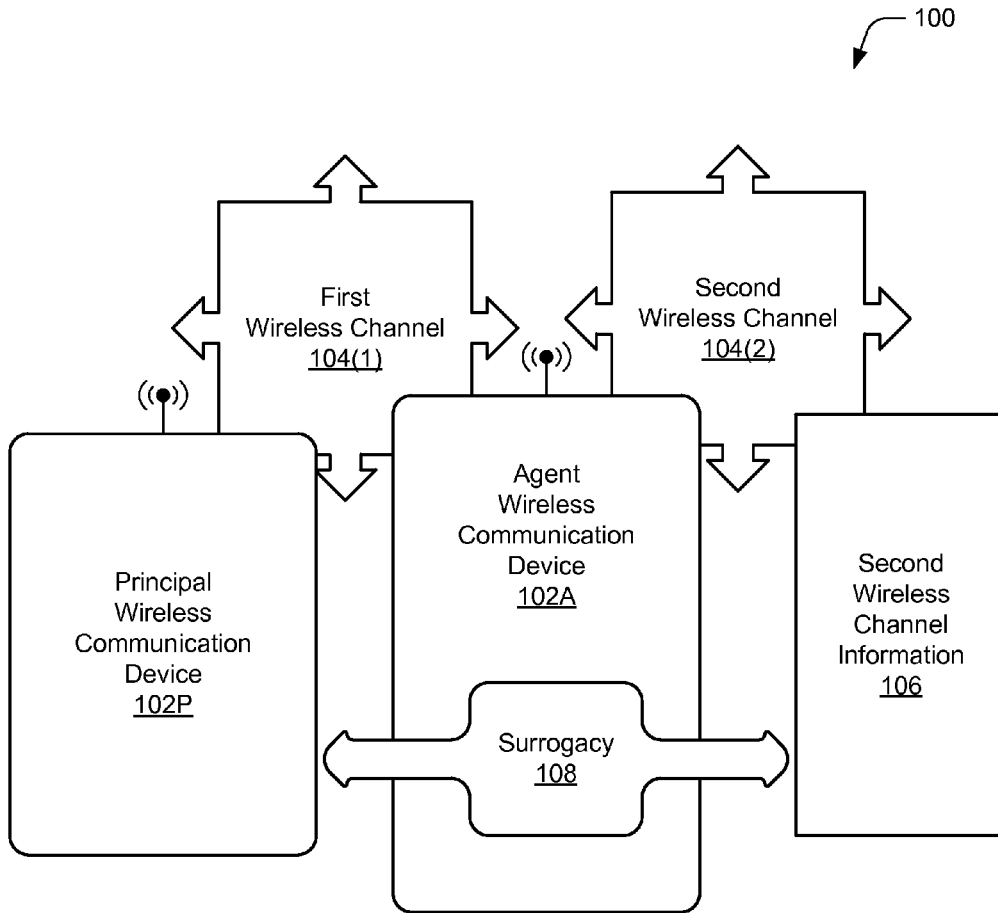 100
First
Wireless Channel
104(1)
Second
Wireless Channel
104(2)
Principal
Wireless
Communication
Device
102P
Agent
Wireless
Communication
Device
102A
Second
Wireless
Channel
Information
106
Surrogacy
108